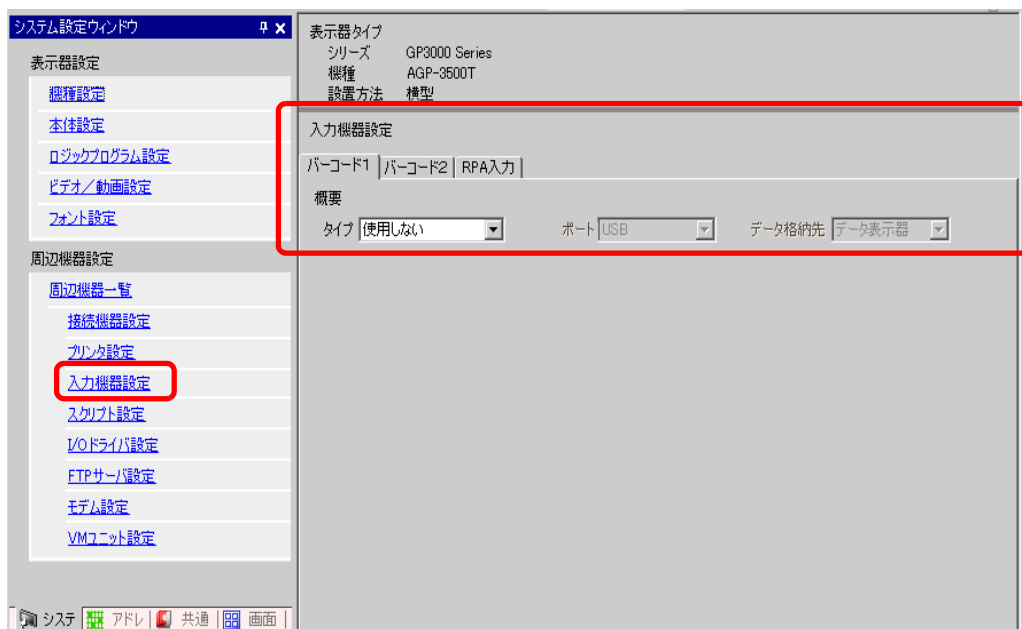 システム設定ウィンドウ
表示器設定
機種設定
本体設定
ロジックプログラム設定
ビデオ／動画設定
フォント設定
周辺機器設定
周辺機器一覧
接続機器設定
プリンタ設定
入力機器設定
スクリプト設定
I/Oドライバ設定
FTPサーバ設定
モデム設定
VMユニット設定
システ アドレ 共通 画面
表示器タイプ
シリーズ GP3000 Series
機種 AGP-3500T
設置方法 横型
入力機器設定
バーコード1 バーコード2 RPA入力
概要
タイプ 使用しない ポート USB データ格納先 データ表示器